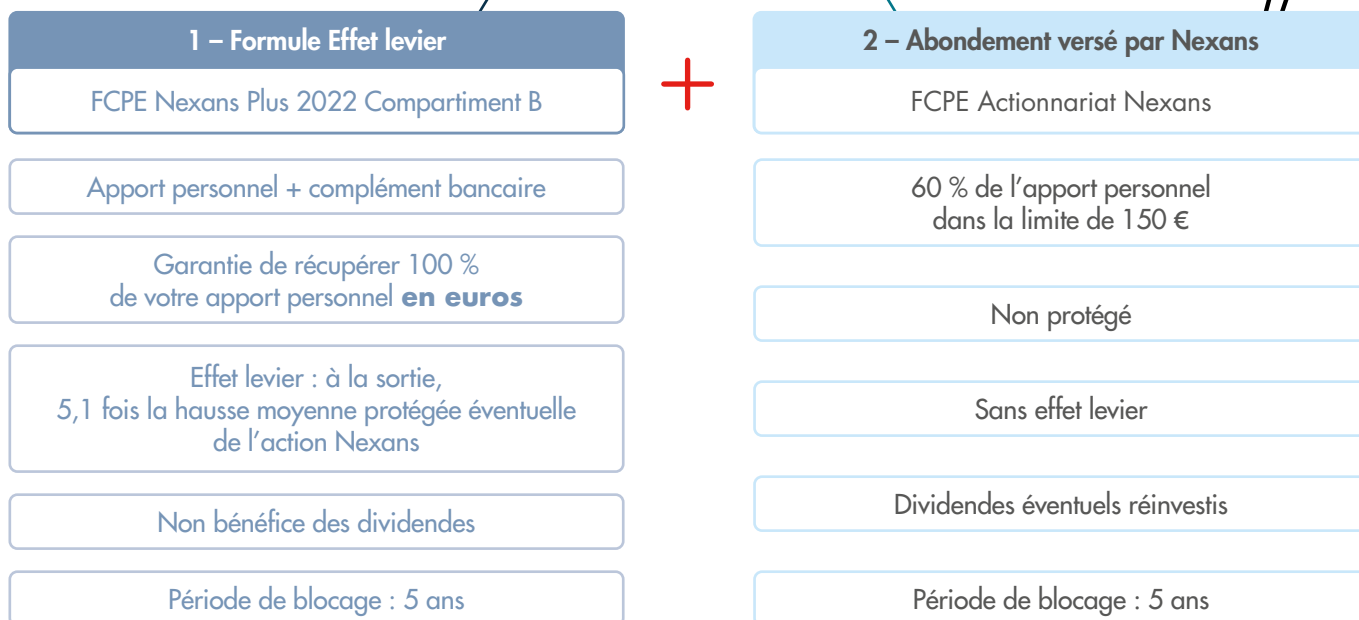 1 – Formule Effet levier
FCPE Nexans Plus 2022 Compartiment B
Apport personnel + complément bancaire
Garantie de récupérer 100 %
de votre apport personnel en euros
Effet levier : à la sortie,
5,1 fois la hausse moyenne protégée éventuelle
de l’action Nexans
Non bénéfice des dividendes
Période de blocage : 5 ans
+
2 – Abondement versé par Nexans
FCPE Actionnariat Nexans
60 % de l’apport personnel
dans la limite de 150 €
Non protégé
Sans effet levier
Dividendes éventuels réinvestis
Période de blocage : 5 ans